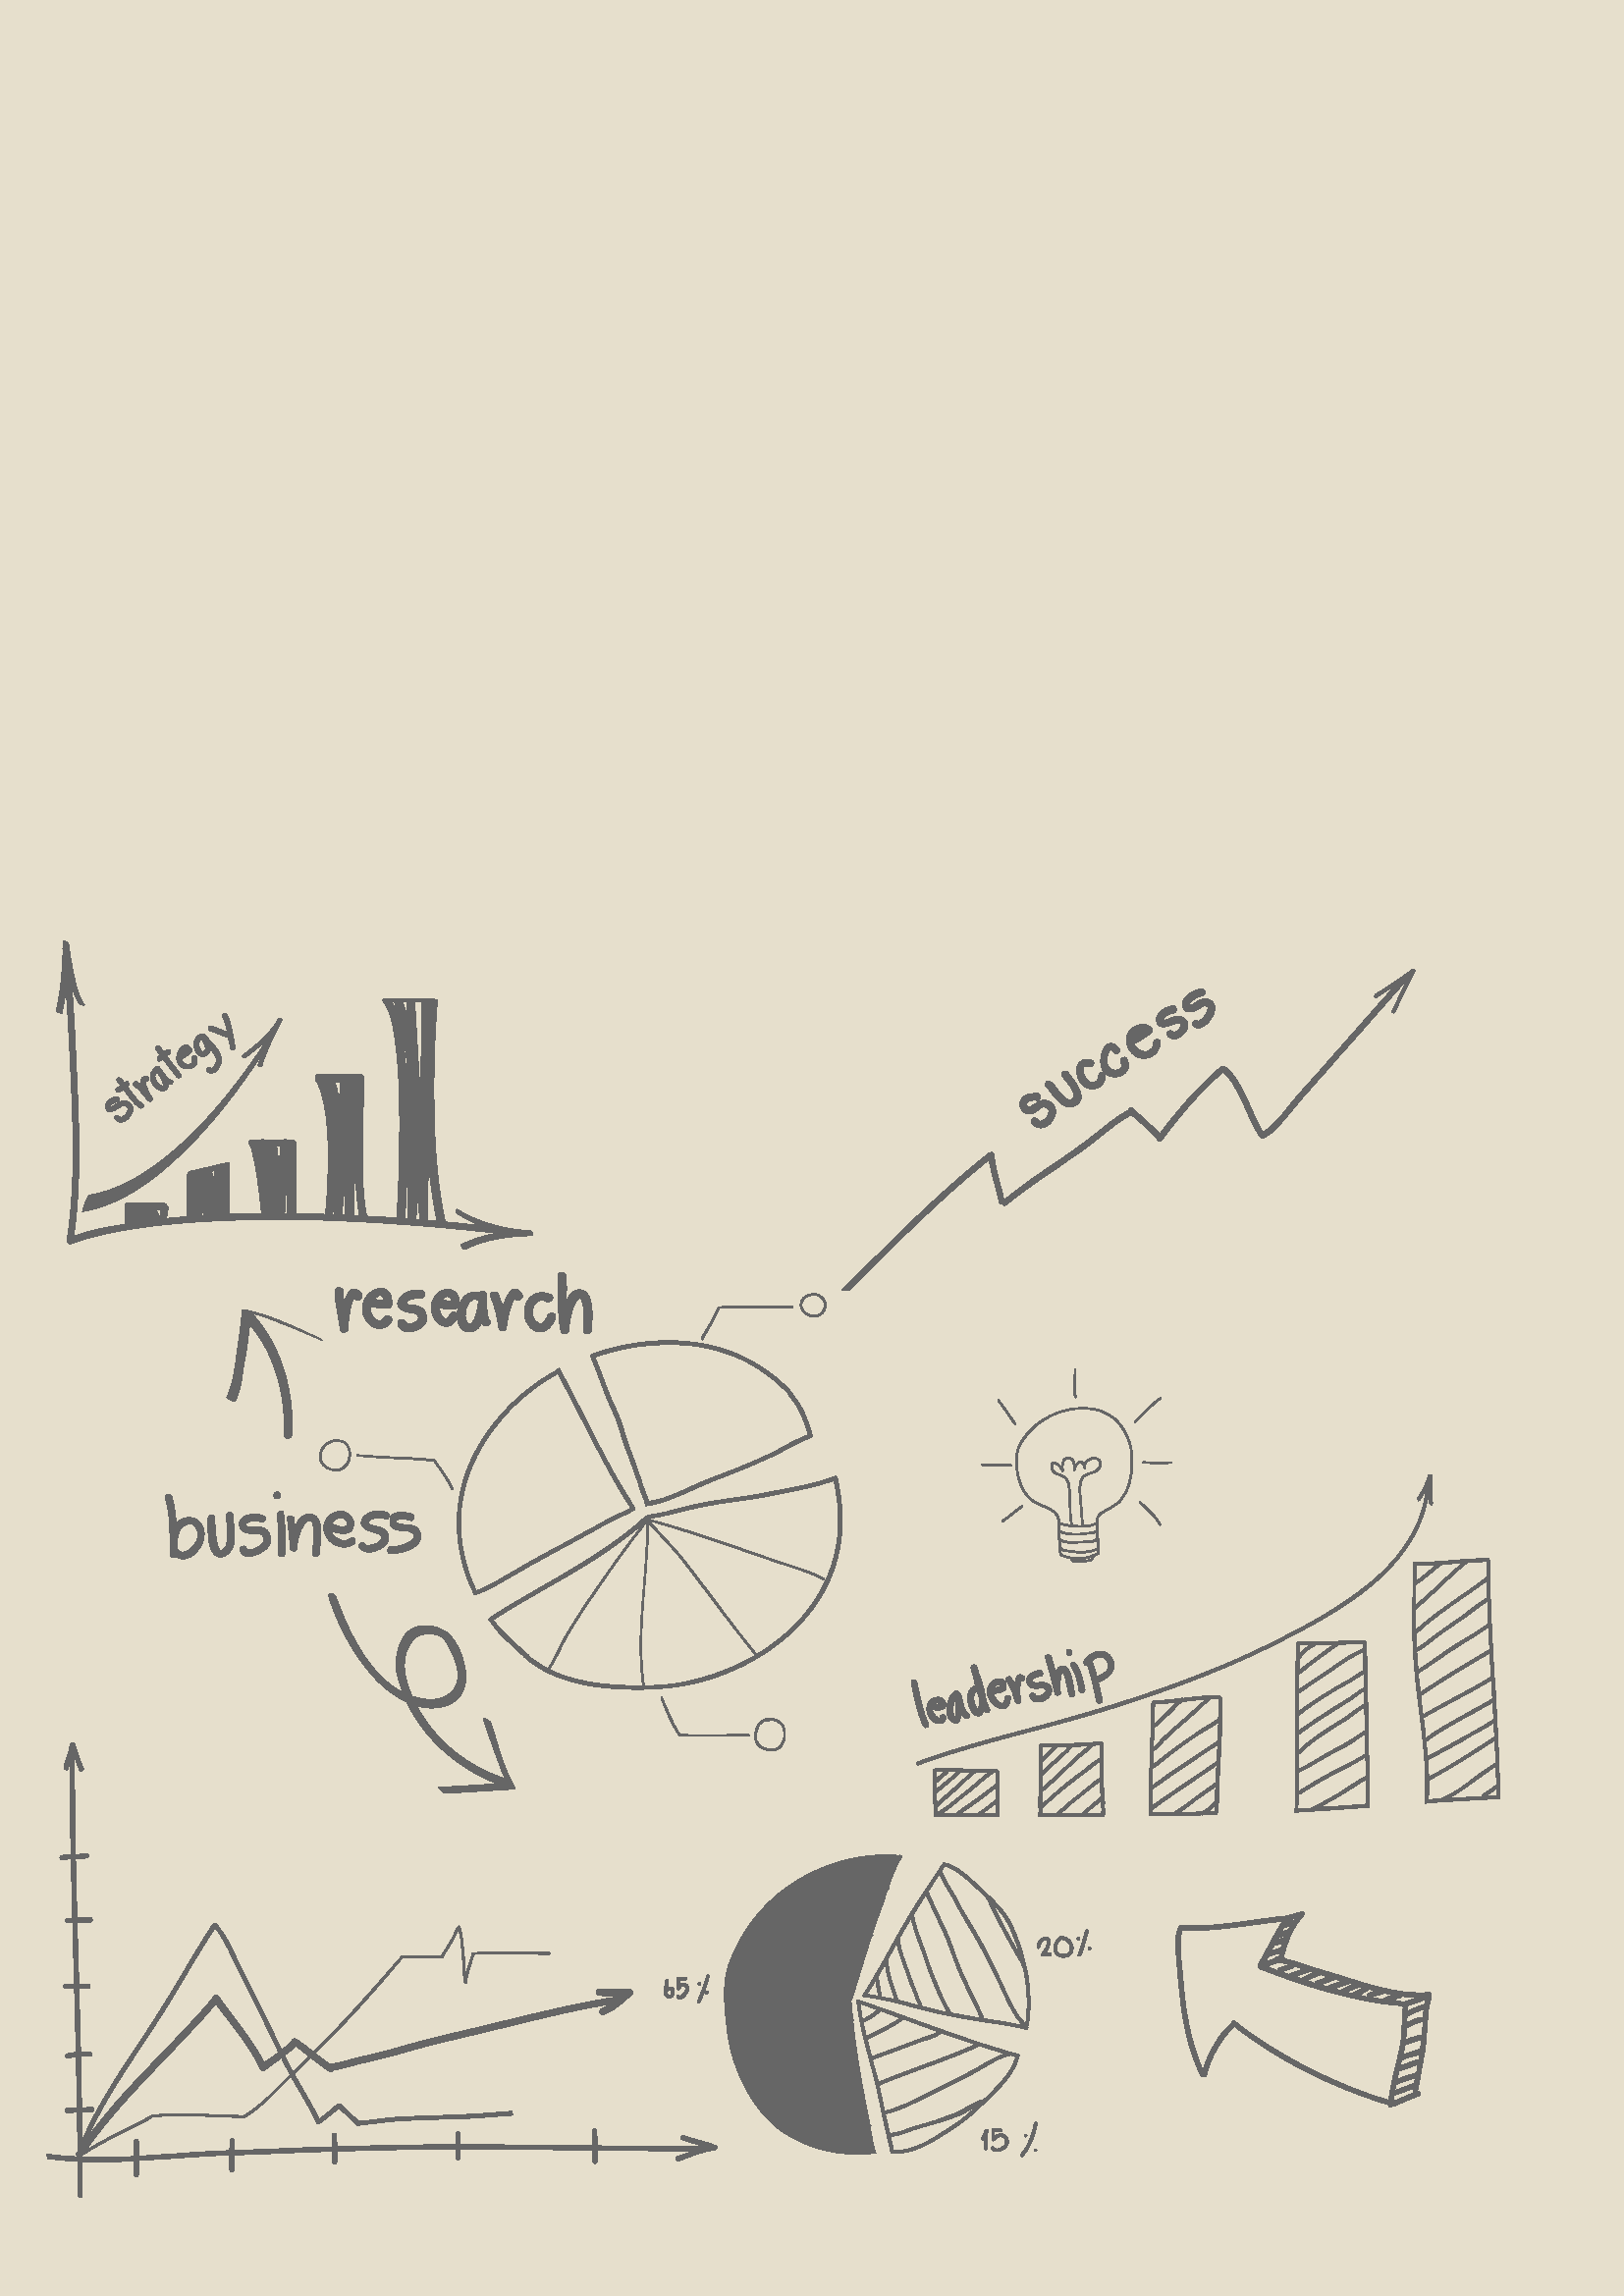 strategy
success
research
business
leadership
20%
65%
15%